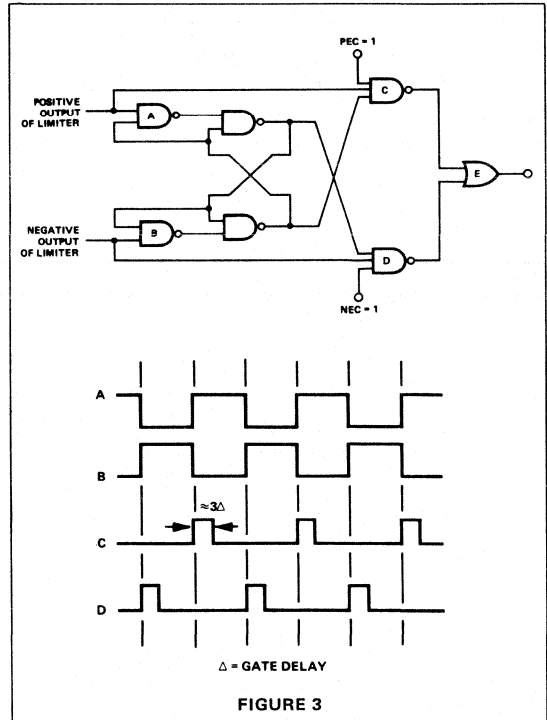 PEC = 1
C
POSITIVE
OUTPUT
OF LIMITER
A
E
NEGATIVE
OUTPUT
OF LIMITER
B
D
NEC = 1
A
B
≈3Δ
C
D
Δ = GATE DELAY
FIGURE 3